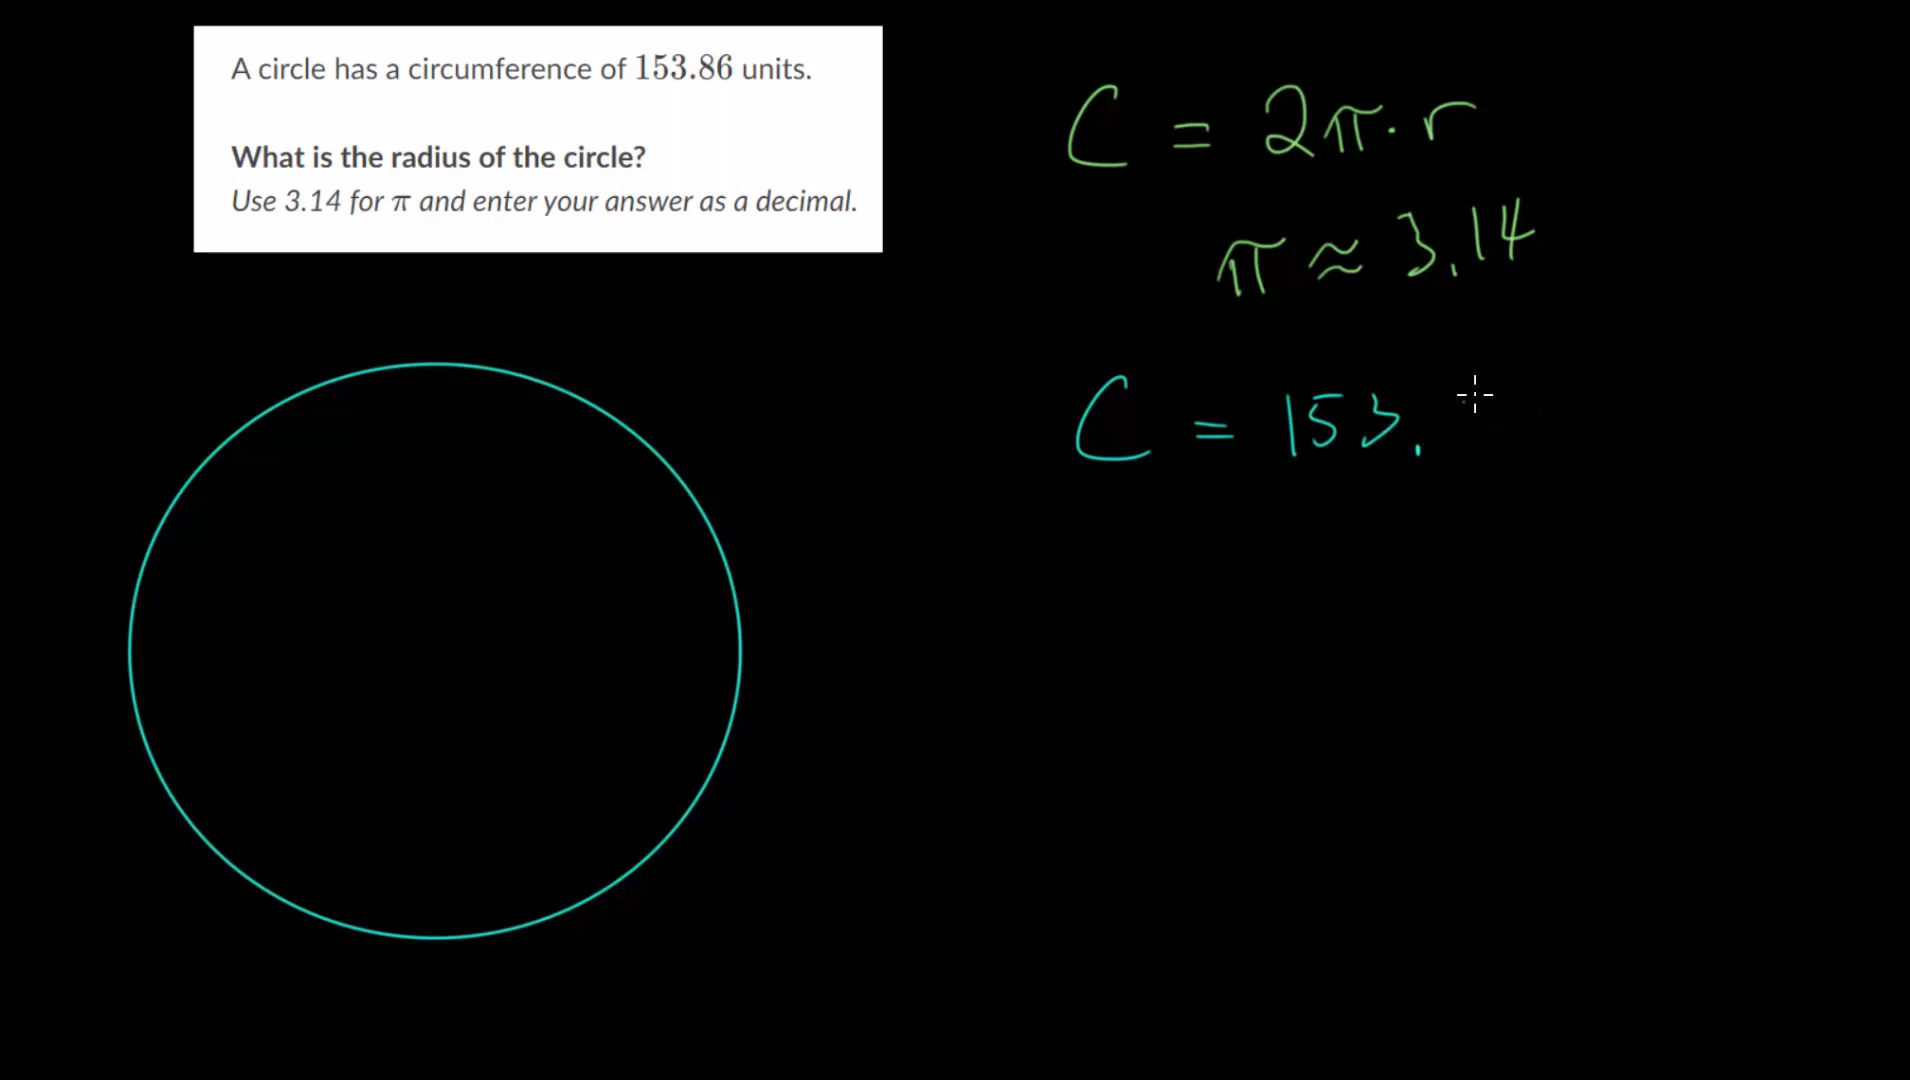 A circle has a circumference of 153.86 units.
What is the radius of the circle?
Use 3.14 for π and enter your answer as a decimal.
C = 2π · r
π ≈ 3.14
C = 153.